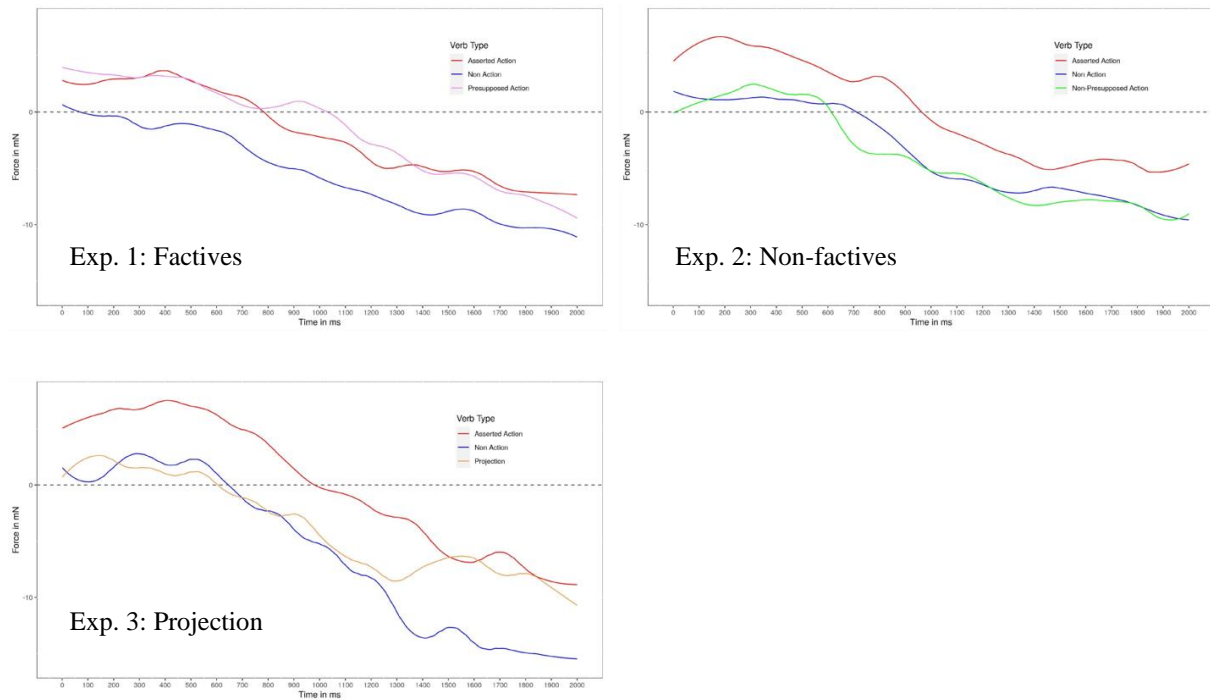 Verb Type
Asserted Action
Non Action
Presupposed Action
0
-10
Force in mN
Exp. 1: Factives
0 100 200 300 400 500 600 700 800 900 1000 1100 1200 1300 1400 1500 1600 1700 1800 1900 2000
Time in ms
Verb Type
Asserted Action
Non Action
Non-Presupposed Action
0
-10
Force in mN
Exp. 2: Non-factives
0 100 200 300 400 500 600 700 800 900 1000 1100 1200 1300 1400 1500 1600 1700 1800 1900 2000
Time in ms
Verb Type
Asserted Action
Non Action
Projection
0
-10
Force in mN
Exp. 3: Projection
0 100 200 300 400 500 600 700 800 900 1000 1100 1200 1300 1400 1500 1600 1700 1800 1900 2000
Time in ms